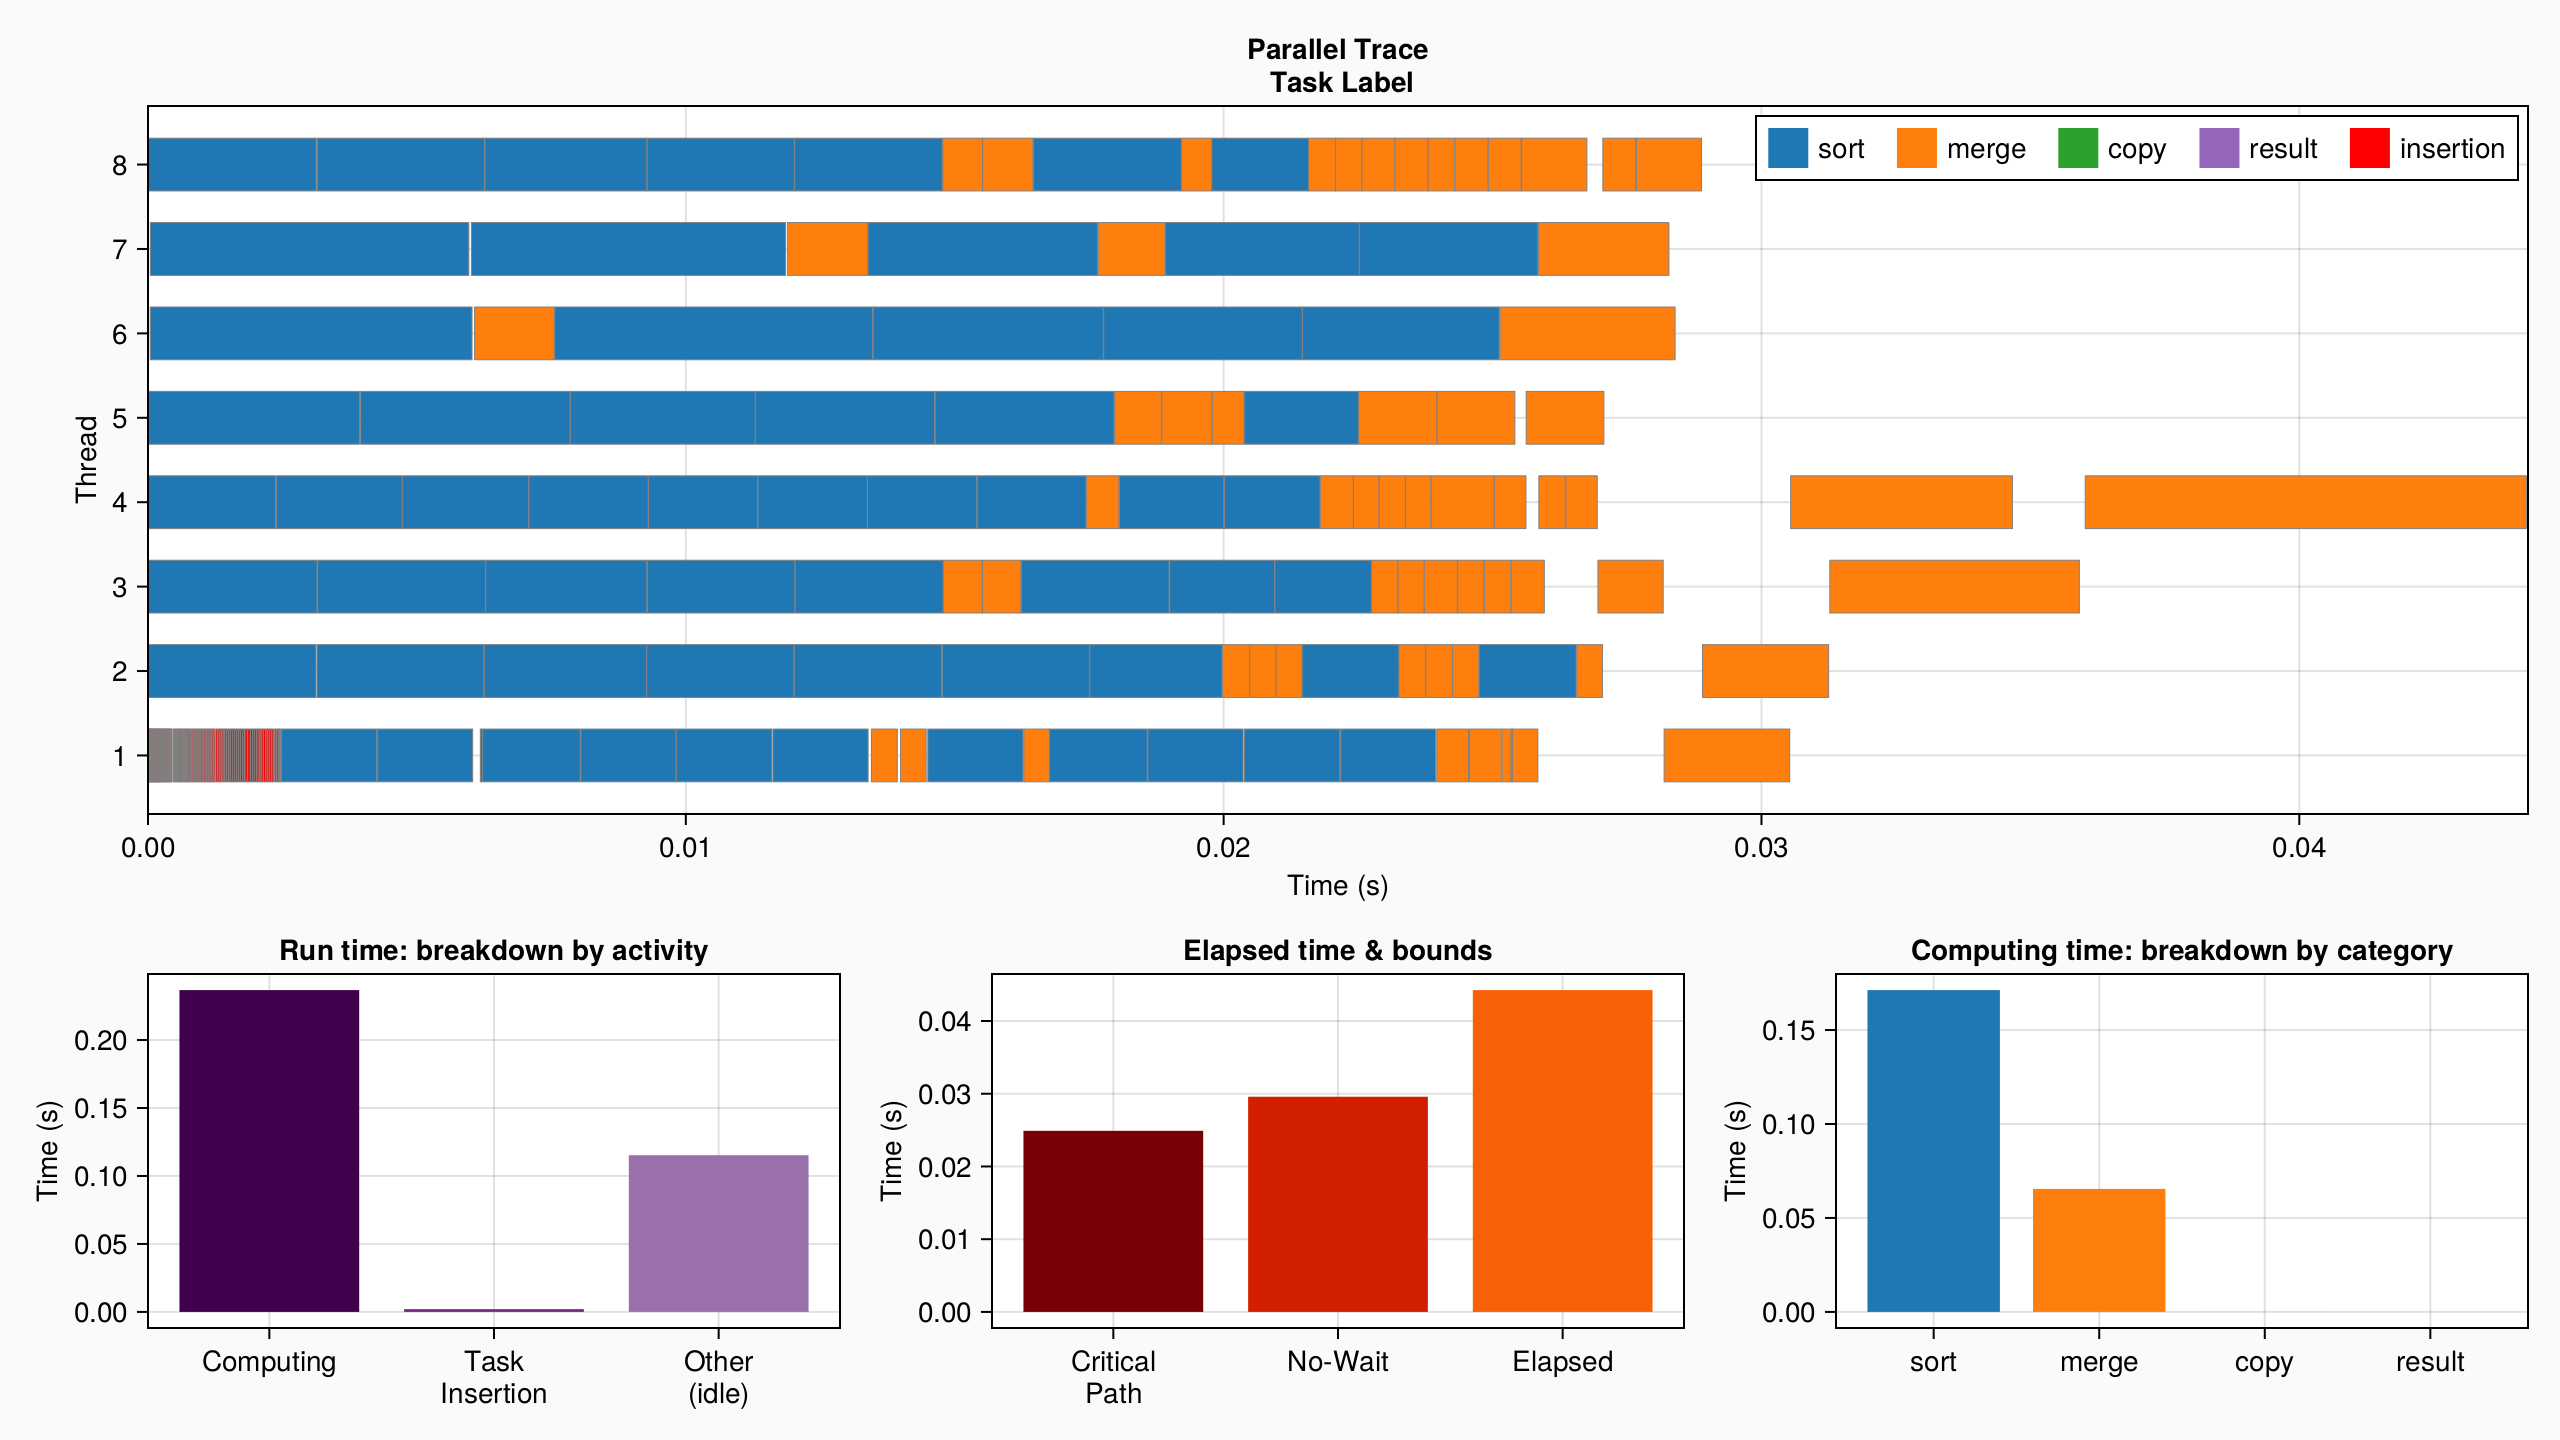 Parallel Trace
Task Label
sort merge copy result insertion
Thread
8
7
6
5
4
3
2
1
0.00 0.01 0.02 0.03 0.04
Time (s)
Run time: breakdown by activity
Time (s)
0.20
0.15
0.10
0.05
0.00
Computing Task Insertion Other (idle)
Elapsed time & bounds
Time (s)
0.04
0.03
0.02
0.01
0.00
Critical Path No-Wait Elapsed
Computing time: breakdown by category
Time (s)
0.15
0.10
0.05
0.00
sort merge copy result